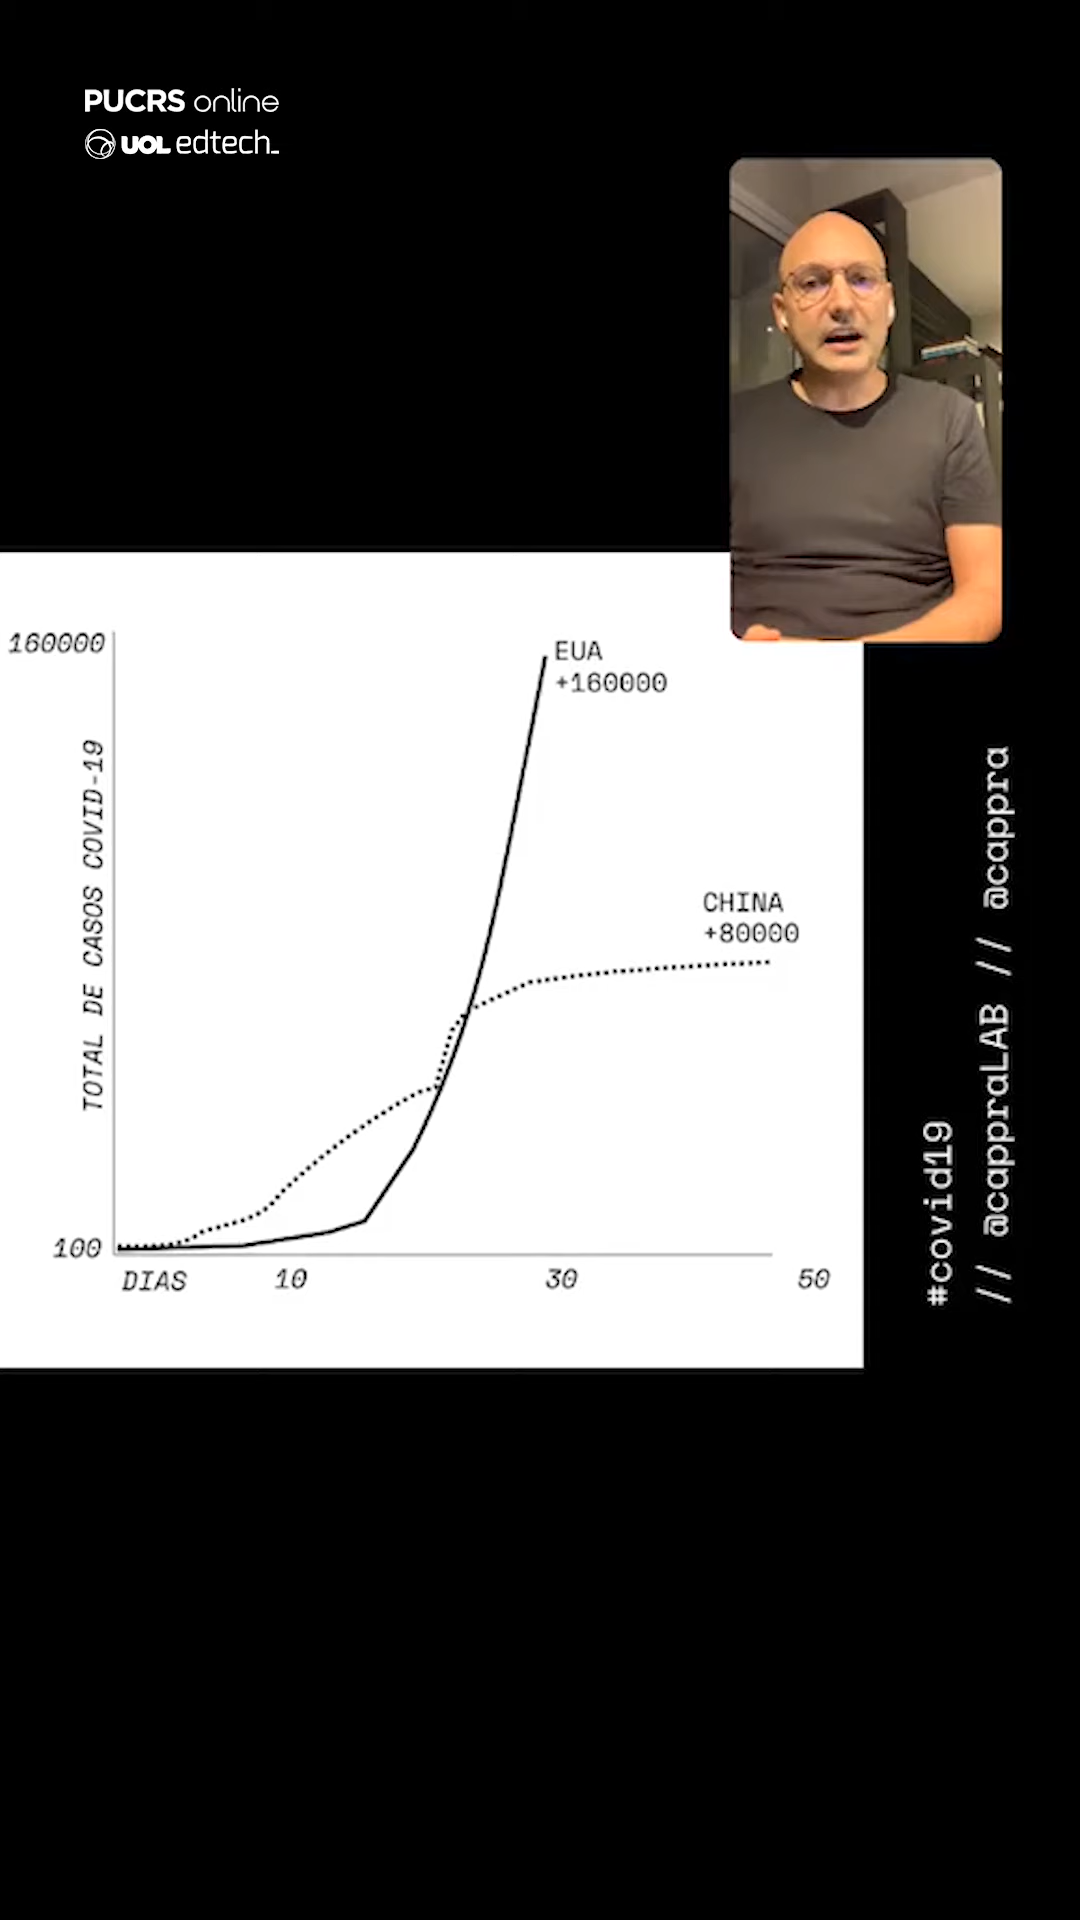 PUCRS online
UOL edtech_
160000
TOTAL DE CASOS COVID-19
100
DIAS
10
30
50
EUA
+160000
CHINA
+80000
#covid19
// @cappraLAB // @cappra